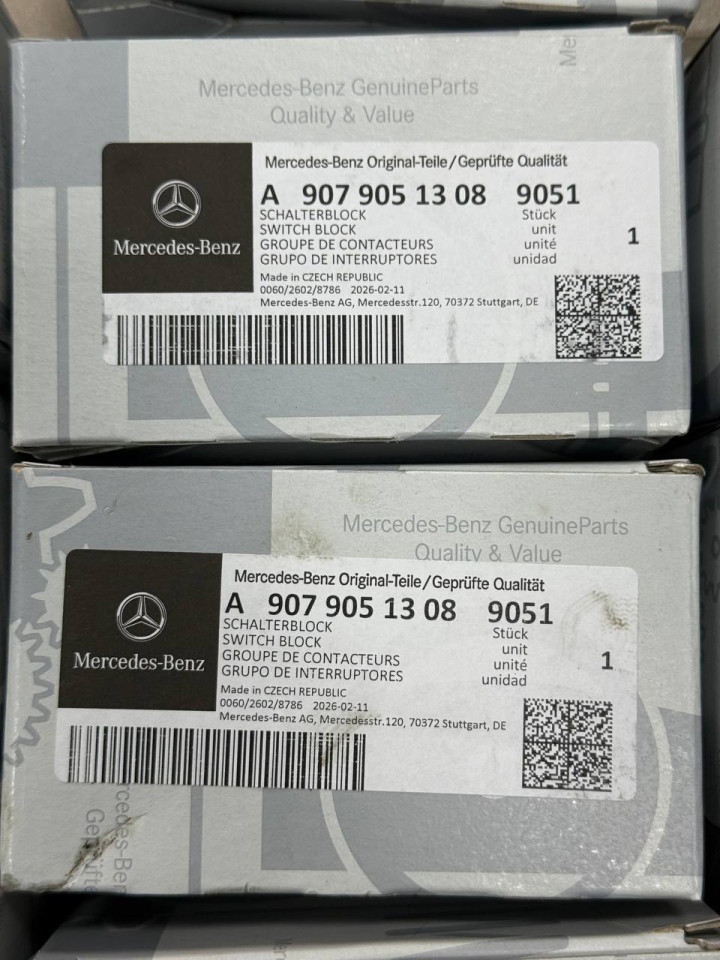 Mer
Mercedes-Benz GenuineParts
Quality & Value
Mercedes-Benz Original-Teile/Geprüfte Qualität
A 907 905 13 08 9051
SCHALTERBLOCK Stück
SWITCH BLOCK unit
GROUPE DE CONTACTEURS unité
GRUPO DE INTERRUPTORES unidad
1
Mercedes-Benz
Made in CZECH REPUBLIC
0060/2602/8786 2026-02-11
Mercedes-Benz AG, Mercedesstr.120, 70372 Stuttgart, DE
Mercedes-Benz GenuineParts
Quality & Value
Mercedes-Benz Original-Teile/Geprüfte Qualität
A 907 905 13 08 9051
SCHALTERBLOCK Stück
SWITCH BLOCK unit
GROUPE DE CONTACTEURS unité
GRUPO DE INTERRUPTORES unidad
1
Mercedes-Benz
Made in CZECH REPUBLIC
0060/2602/8786 2026-02-11
Mercedes-Benz AG, Mercedesstr.120, 70372 Stuttgart, DE
rcedes-Ben
Geprüft